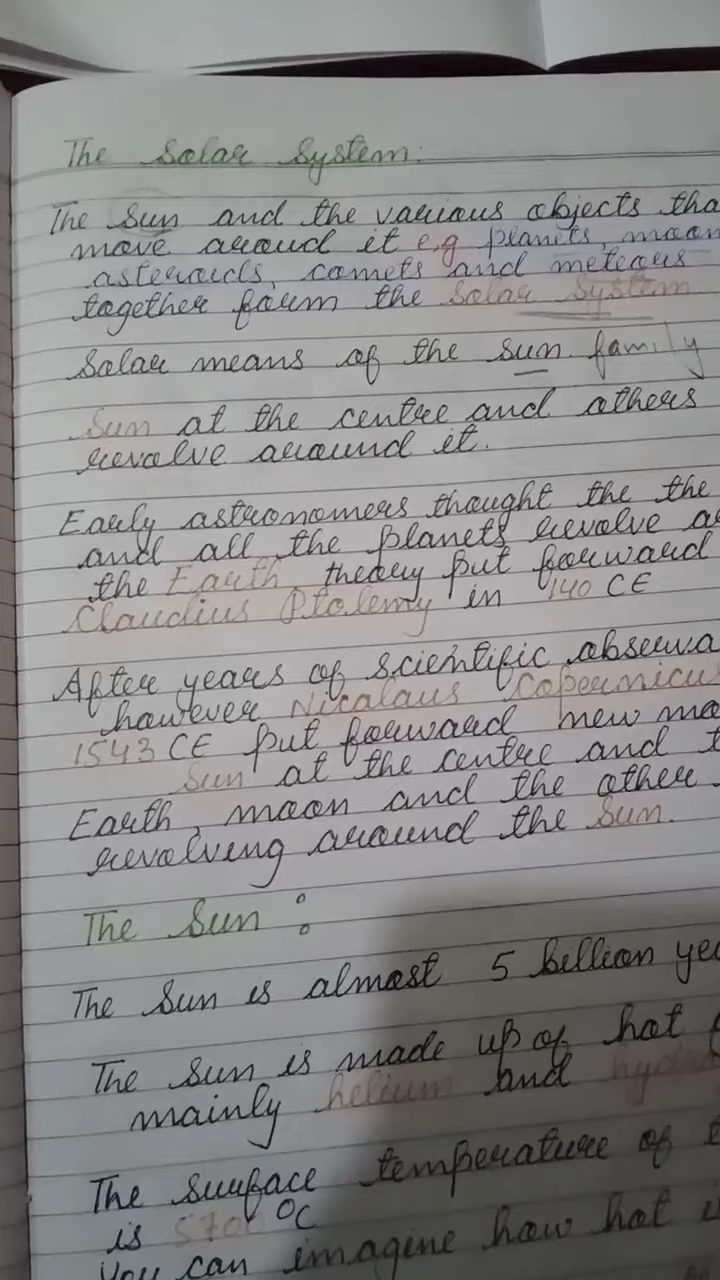 The Solar System:
The Sun and the various objects tha
move aroud it e.g planets, moon
asteroids, comets and meteors
together form the Solar System
Solar means of the sun. family
Sun at the centre and others
revolve around it.
Early astronomers thought the the
and all the planets revolve a
the Earth theory put forward
Claudius Ptolemy in 140 CE
After years of scientific observa
however Nicolaus Copernicus
1543 CE put forward new mo
Sun at the centre and t
Earth, moon and the other
revolving around the Sun.
The Sun :
The Sun is almost 5 billion yea
The Sun is made up of hot g
mainly helium and hydro
The surface temperature of t
is 5700 °C
You can imagine how hot i